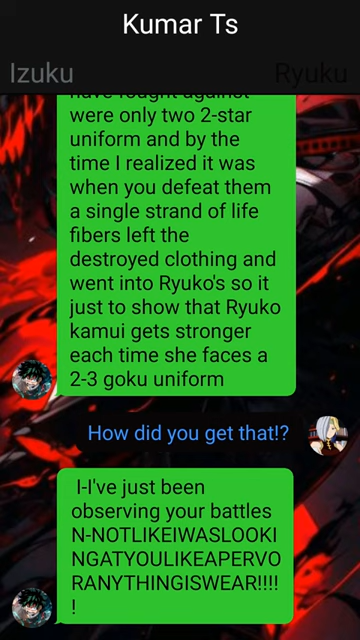 Kumar Ts
Izuku
Ryuku
have fought against
were only two 2-star
uniform and by the
time I realized it was
when you defeat them
a single strand of life
fibers left the
destroyed clothing and
went into Ryuko's so it
just to show that Ryuko
kamui gets stronger
each time she faces a
2-3 goku uniform
How did you get that!?
I-I've just been
observing your battles
N-NOTLIKEIWASLOOKI
NGATYOULIKEAPERVO
RANYTHINGISWEAR!!!!
!